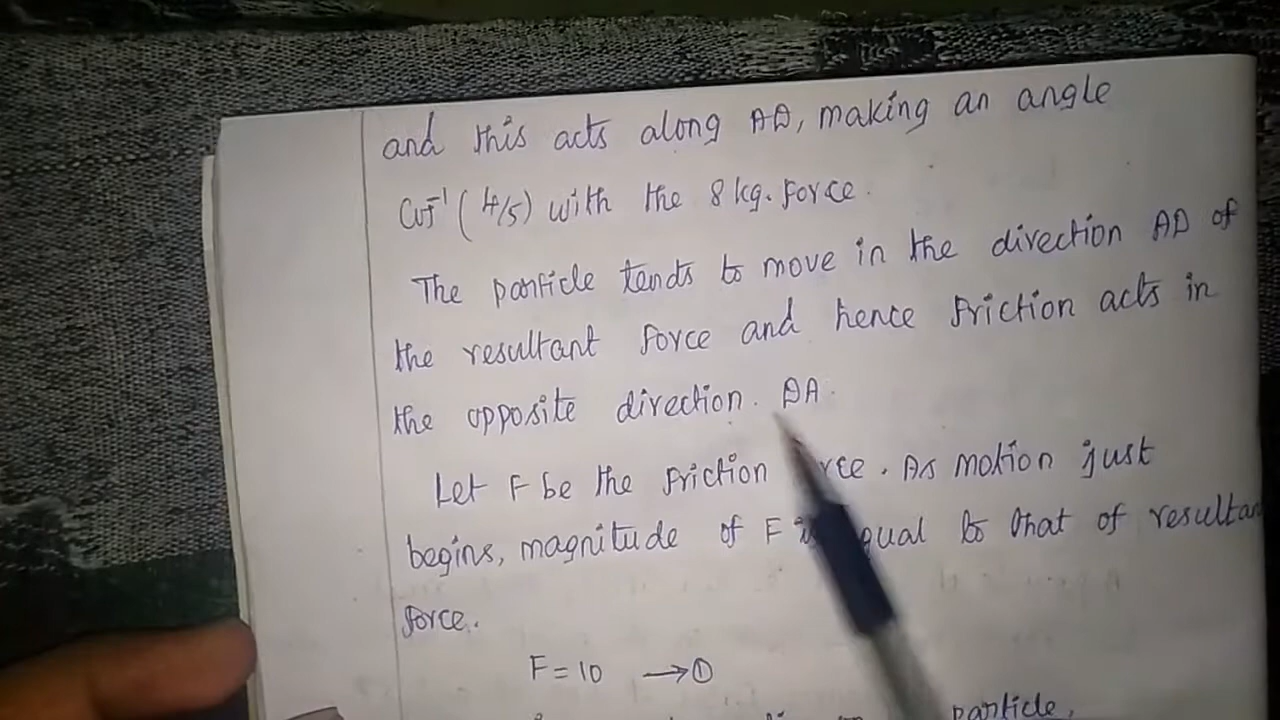 and this acts along AD, making an angle
Cos⁻¹ (4/5) with the 8 kg. force.
The particle tends to move in the direction AD of
the resultant force and hence friction acts in
the opposite direction. DA.
Let F be the friction . As motion just
begins, magnitude of F equal to that of
force.
F = 10 → ①
particle,